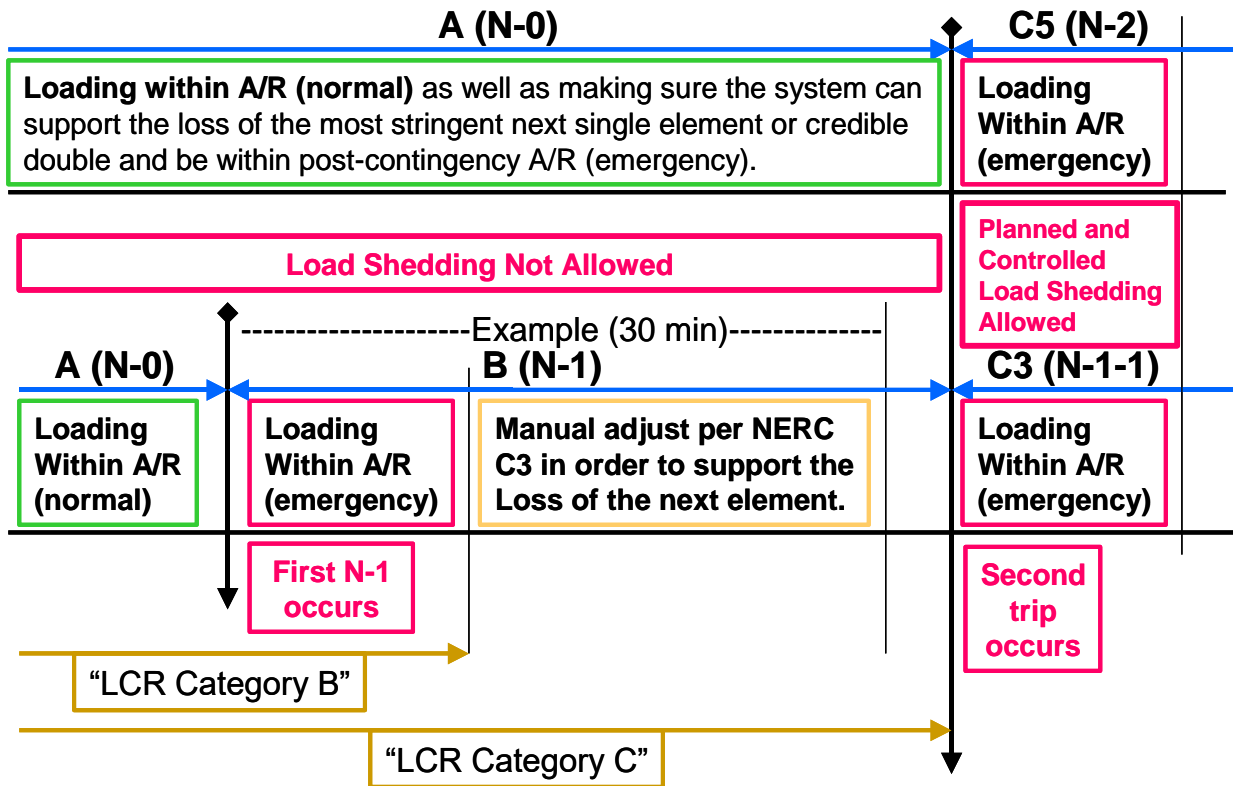 A (N-0)
C5 (N-2)
Loading within A/R (normal) as well as making sure the system can
support the loss of the most stringent next single element or credible
double and be within post-contingency A/R (emergency).
Loading
Within A/R
(emergency)
Load Shedding Not Allowed
Planned and
Controlled
Load Shedding
Allowed
--------------------Example (30 min)--------------
A (N-0)
B (N-1)
C3 (N-1-1)
Loading
Within A/R
(normal)
Loading
Within A/R
(emergency)
Manual adjust per NERC
C3 in order to support the
Loss of the next element.
Loading
Within A/R
(emergency)
First N-1
occurs
Second
trip
occurs
“LCR Category B”
“LCR Category C”